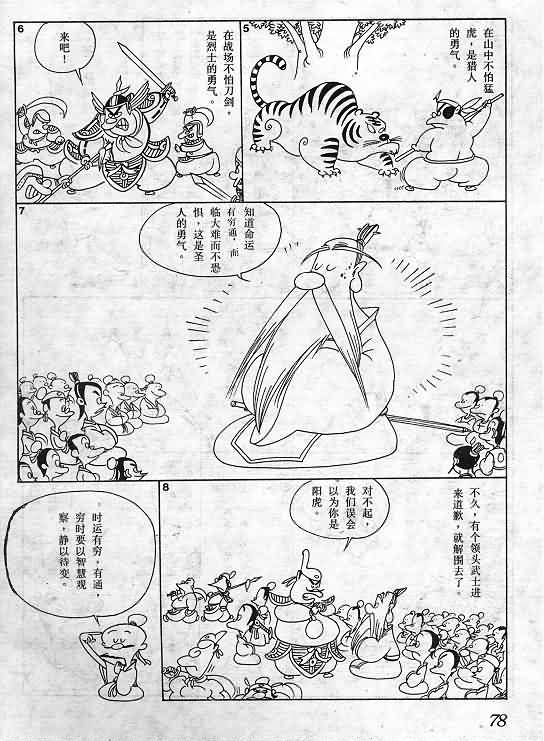 5
在山中不怕猛
虎，是猎人
的勇气。
6
在战场不怕刀剑，
是烈士的勇气。
来吧！
7
知道命运
有穷通，而
临大难而不恐
惧，这是圣
人的勇气。
8
不久，有个领头武士进
来道歉，就解围去了。
对不起，
我们误会
以为你是
阳虎。
时运有穷，有通，
穷时要以智慧观
察，静以待变。
78